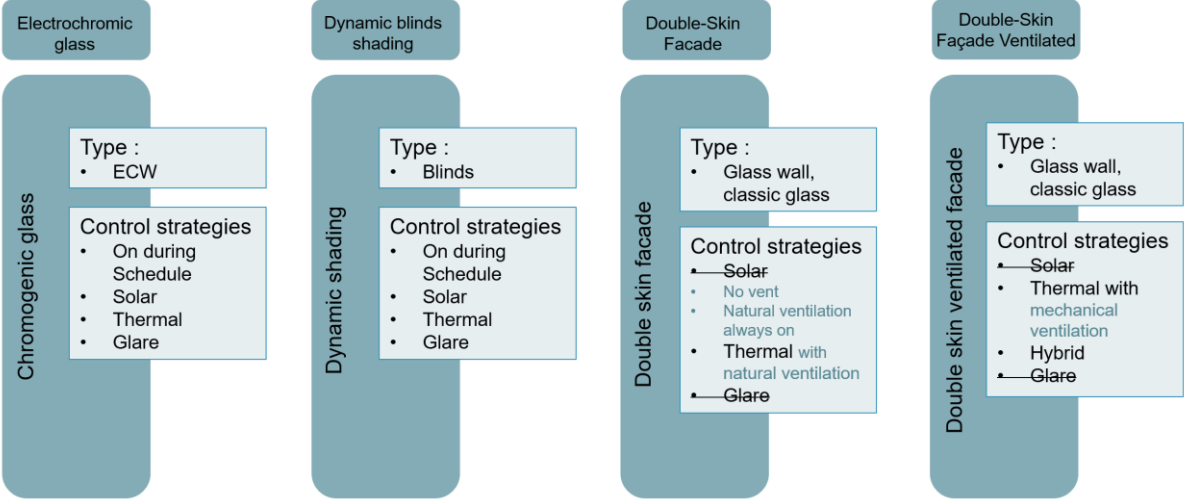 Electrochromic
glass
Chromogenic glass
Type :
• ECW
Control strategies
• On during
Schedule
• Solar
• Thermal
• Glare
Dynamic blinds
shading
Dynamic shading
Type :
• Blinds
Control strategies
• On during
Schedule
• Solar
• Thermal
• Glare
Double-Skin
Facade
Double skin facade
Type :
• Glass wall,
classic glass
Control strategies
• Solar
• No vent
• Natural ventilation
always on
• Thermal with
natural ventilation
• Glare
Double-Skin
Façade Ventilated
Double skin ventilated facade
Type :
• Glass wall,
classic glass
Control strategies
• Solar
• Thermal with
mechanical
ventilation
• Hybrid
• Glare